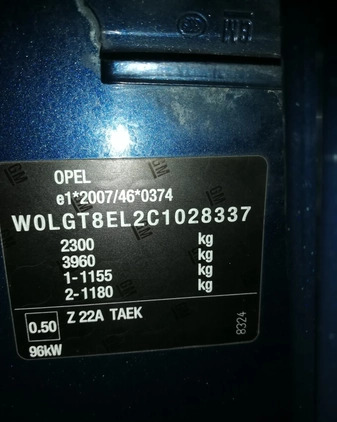 OPEL
e1*2007/46*0374
W0LGT8EL2C1028337
2300 kg
3960 kg
1-1155 kg
2-1180 kg
0.50 Z 22A TAEK
96kW
8324